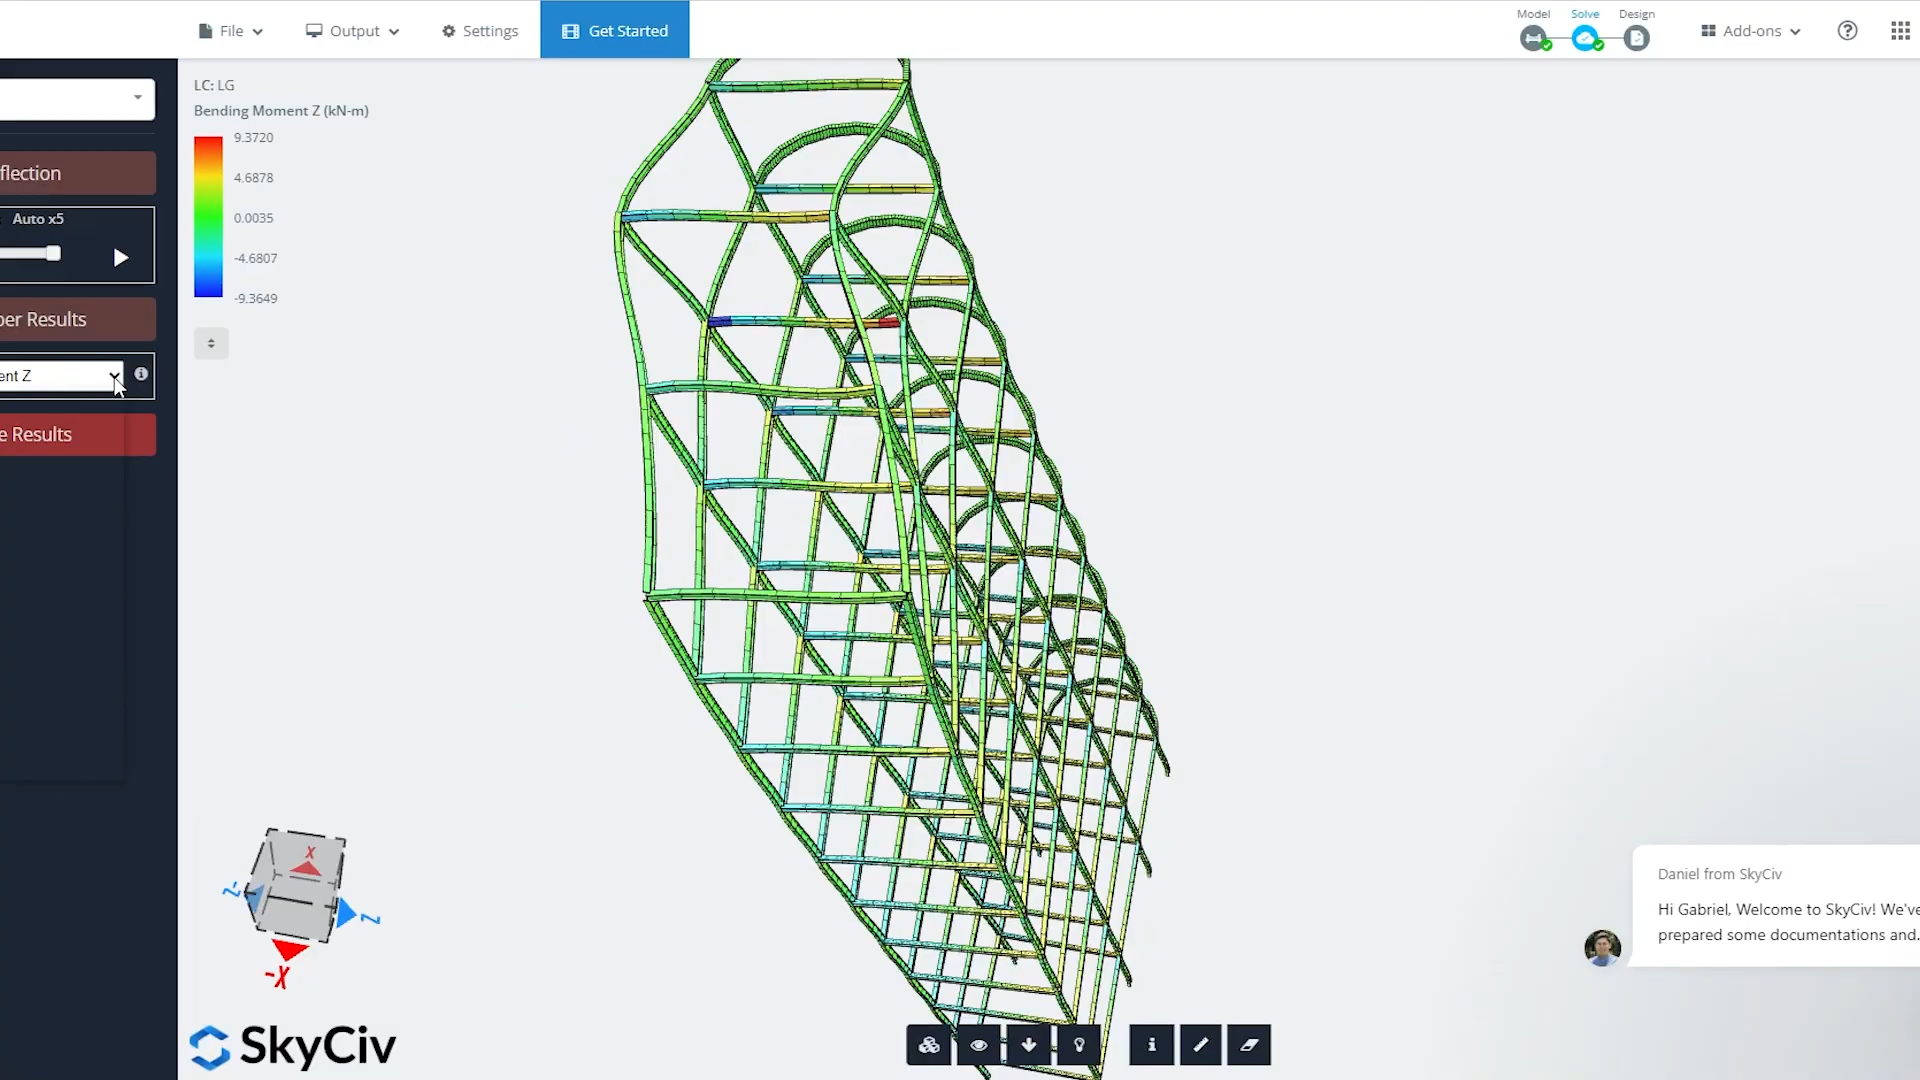 File
Output
Settings
Get Started
Model
Solve
Design
Add-ons
LC: LG
Bending Moment Z (kN-m)
9.3720
4.6878
0.0035
-4.6807
-9.3649
flection
Auto x5
per Results
ent Z
e Results
X
Z-
Z
-X
SkyCiv
Daniel from SkyCiv
Hi Gabriel, Welcome to SkyCiv! We've
prepared some documentations and.